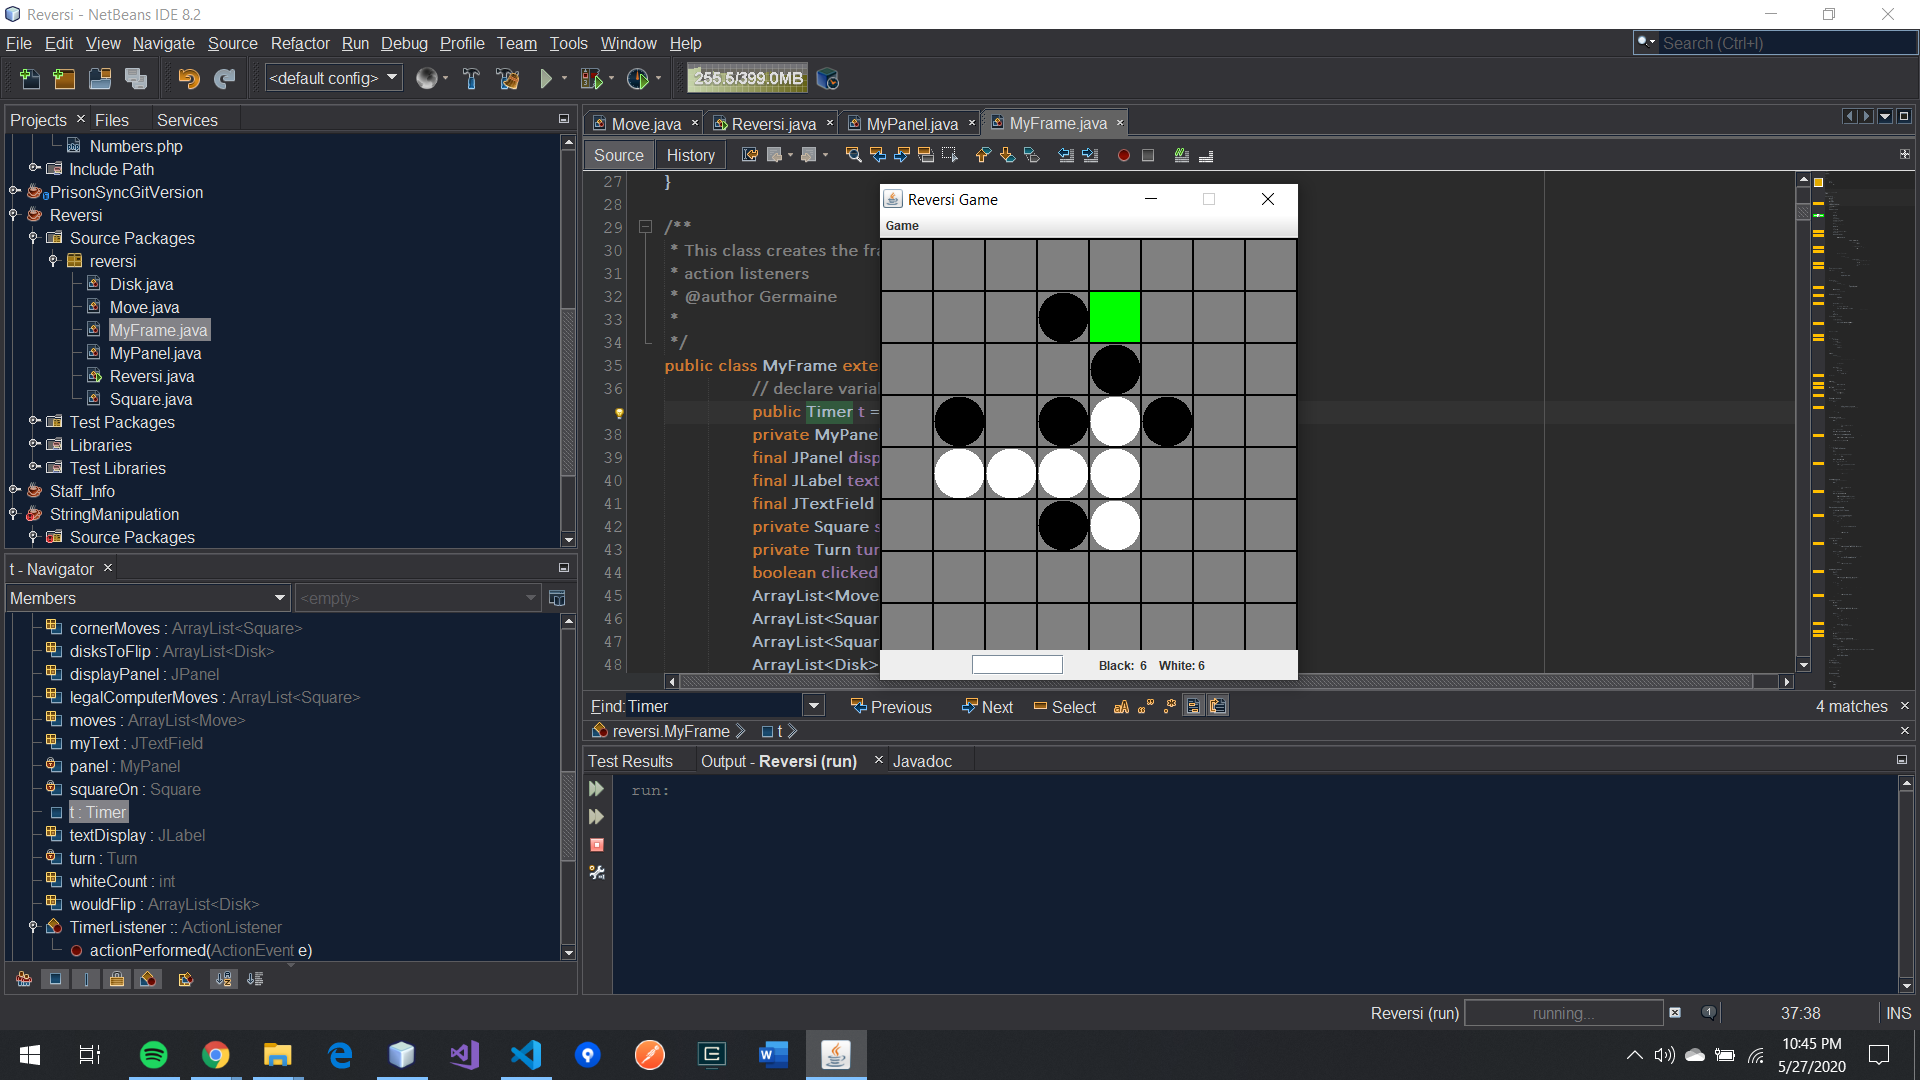 Reversi - NetBeans IDE 8.2
File Edit View Navigate Source Refactor Run Debug Profile Team Tools Window Help
Search (Ctrl+I)
<default config>
255.5/399.0MB
Projects Files Services
Numbers.php
Include Path
PrisonSyncGitVersion
Reversi
Source Packages
reversi
Disk.java
Move.java
MyFrame.java
MyPanel.java
Reversi.java
Square.java
Test Packages
Libraries
Test Libraries
Staff_Info
StringManipulation
Source Packages
t - Navigator
Members
<empty>
cornerMoves : ArrayList<Square>
disksToFlip : ArrayList<Disk>
displayPanel : JPanel
legalComputerMoves : ArrayList<Square>
moves : ArrayList<Move>
myText : JTextField
panel : MyPanel
squareOn : Square
t : Timer
textDisplay : JLabel
turn : Turn
whiteCount : int
wouldFlip : ArrayList<Disk>
TimerListener :: ActionListener
actionPerformed(ActionEvent e)
Move.java Reversi.java MyPanel.java MyFrame.java
Source History
27 }
28
29 /**
30 * This class creates the fra
31 * action listeners
32 * @author Germaine
33 *
34 */
35 public class MyFrame exte
36 // declare varial
public Timer t =
38 private MyPane
39 final JPanel disp
40 final JLabel text
41 final JTextField
42 private Square s
43 private Turn tur
44 boolean clicked
45 ArrayList<Move
46 ArrayList<Squar
47 ArrayList<Squar
48 ArrayList<Disk>
Reversi Game
Game
Black: 6 White: 6
Find: Timer
Previous Next Select
4 matches
reversi.MyFrame t
Test Results Output - Reversi (run) Javadoc
run:
Reversi (run) running... 1 37:38 INS
10:45 PM
5/27/2020